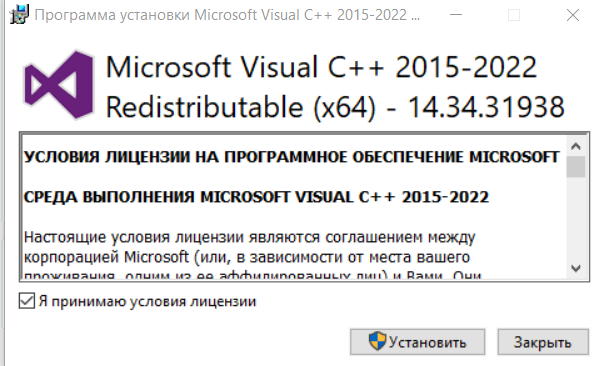 Программа установки Microsoft Visual C++ 2015-2022 ...
Microsoft Visual C++ 2015-2022
Redistributable (x64) - 14.34.31938
УСЛОВИЯ ЛИЦЕНЗИИ НА ПРОГРАММНОЕ ОБЕСПЕЧЕНИЕ MICROSOFT
СРЕДА ВЫПОЛНЕНИЯ MICROSOFT VISUAL C++ 2015-2022
Настоящие условия лицензии являются соглашением между
корпорацией Microsoft (или, в зависимости от места вашего
проживания, одним из ее аффилированных лиц) и Вами. Они
Я принимаю условия лицензии
Установить
Закрыть